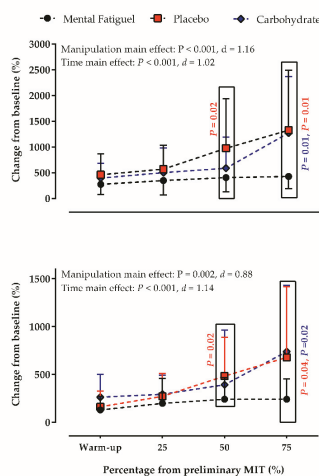 Mental Fatiguel Placebo Carbohydrate
Manipulation main effect: P < 0.001, d = 1.16
Time main effect: P < 0.001, d = 1.02
Change from baseline (%)
3000
2500
2000
1500
1000
500
0
P = 0.02
P = 0.01, P = 0.01
Manipulation main effect: P = 0.002, d = 0.88
Time main effect: P < 0.001, d = 1.14
Change from baseline (%)
1500
1000
500
0
P = 0.02
P = 0.04, P =0.02
Warm-up 25 50 75
Percentage from preliminary MIT (%)